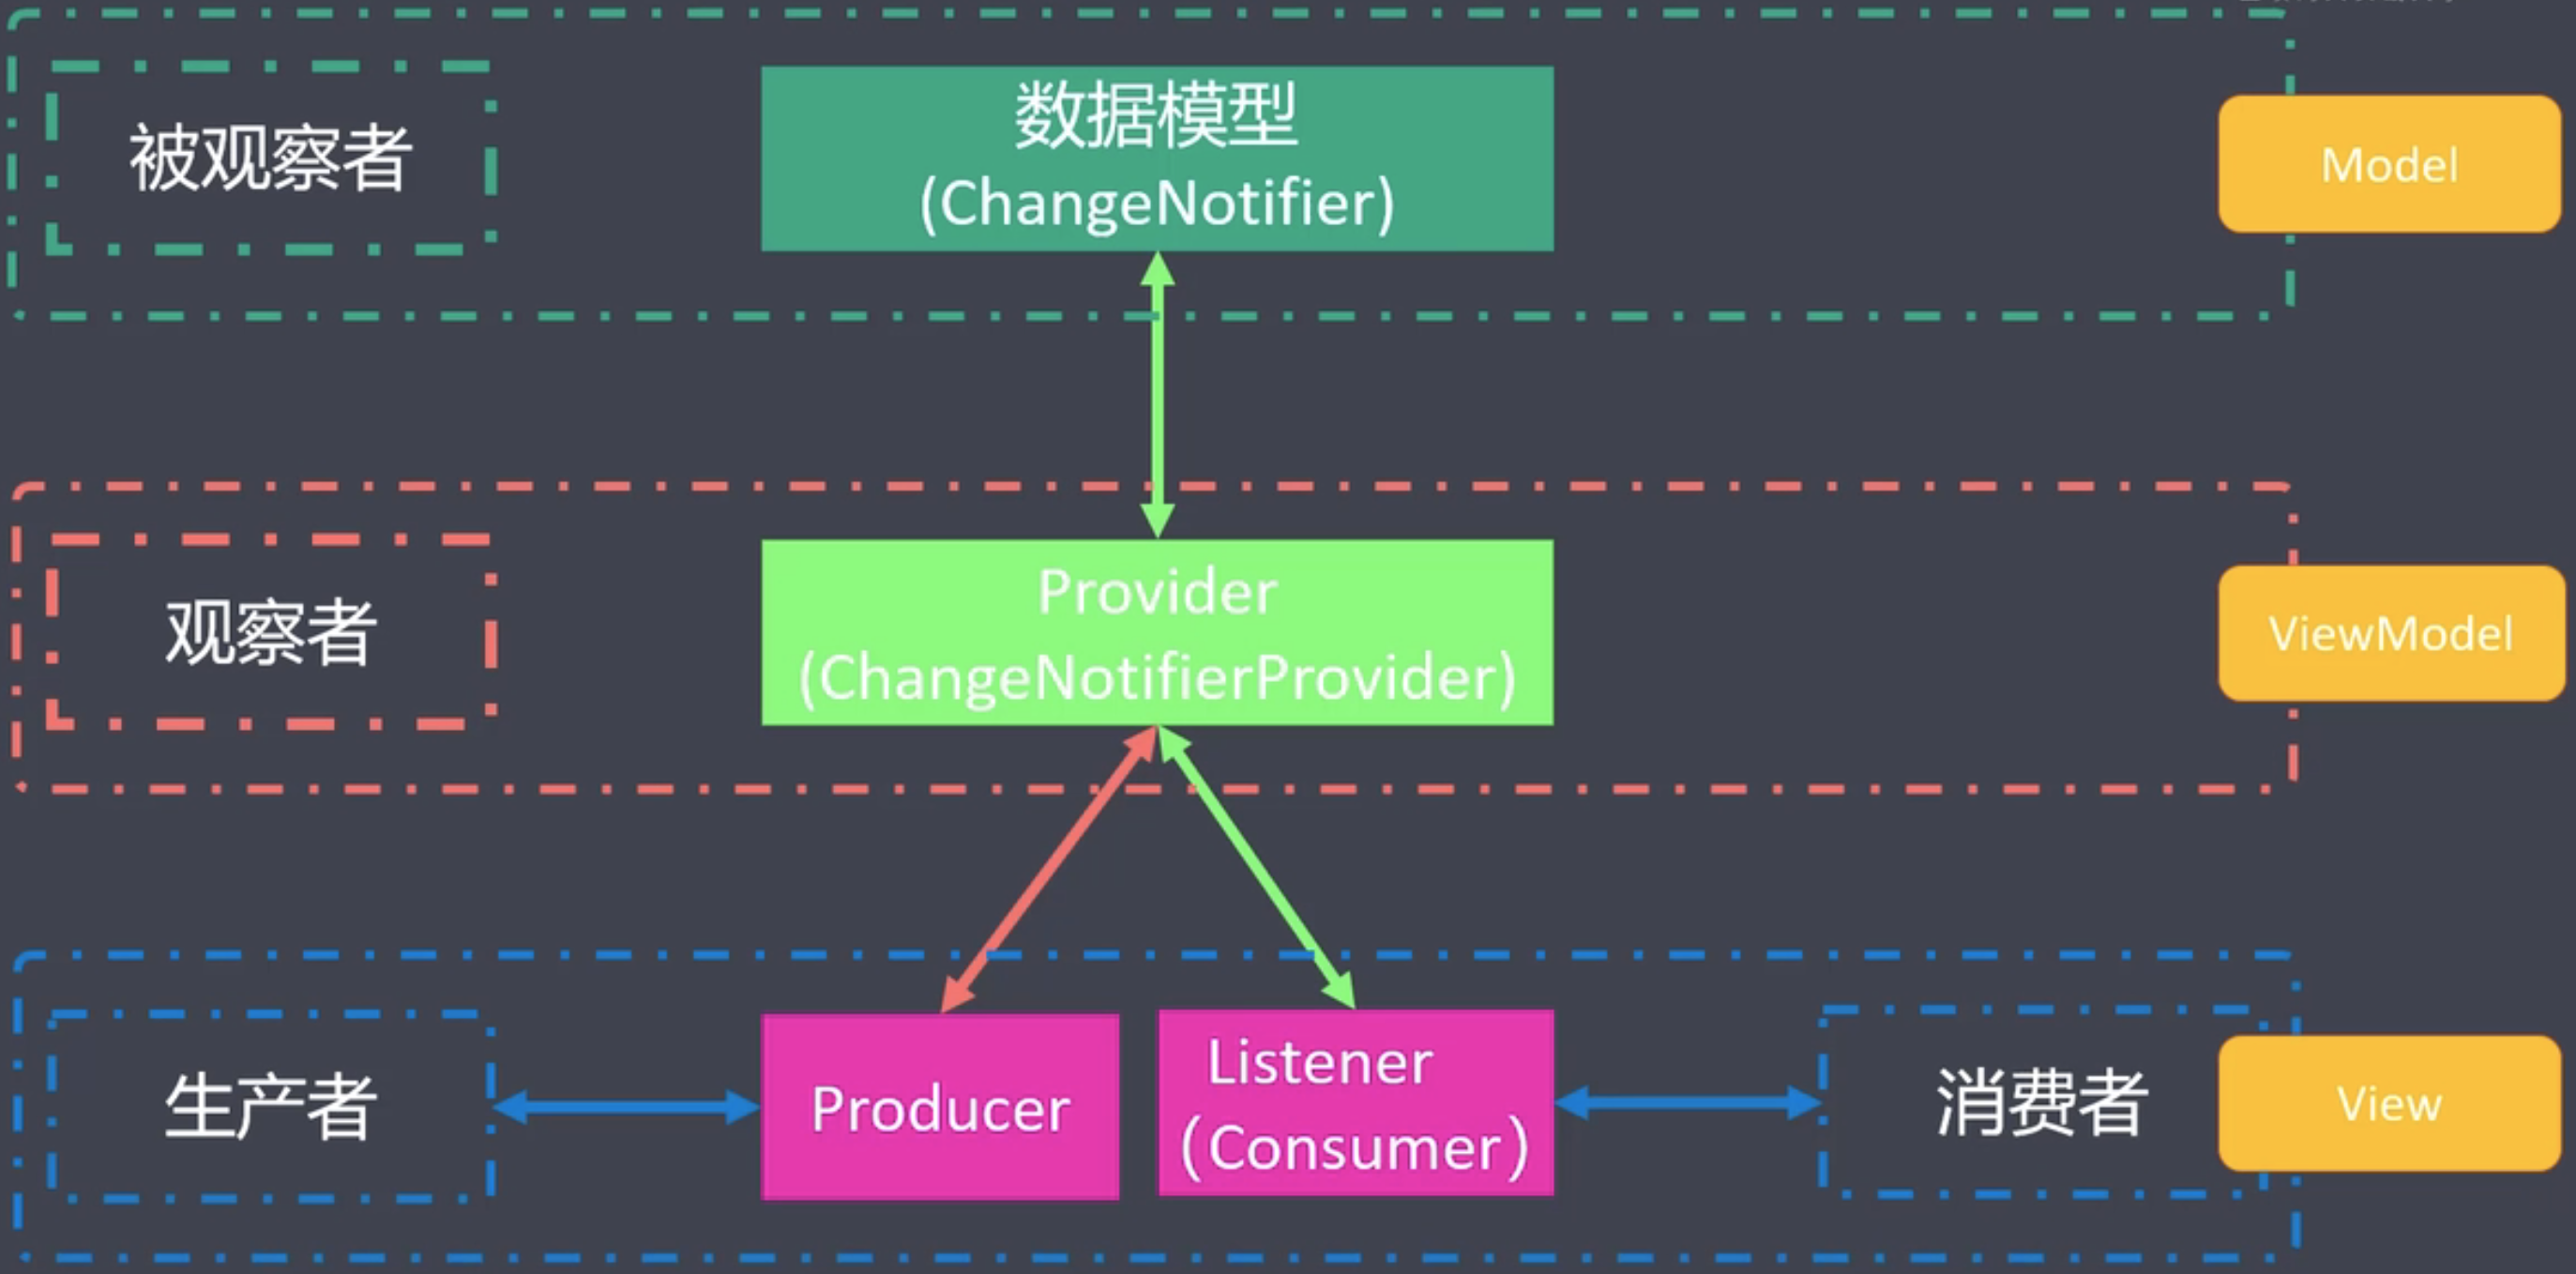 被观察者
数据模型
(ChangeNotifier)
Model
观察者
Provider
(ChangeNotifierProvider)
ViewModel
生产者
Producer
Listener
（Consumer）
消费者
View